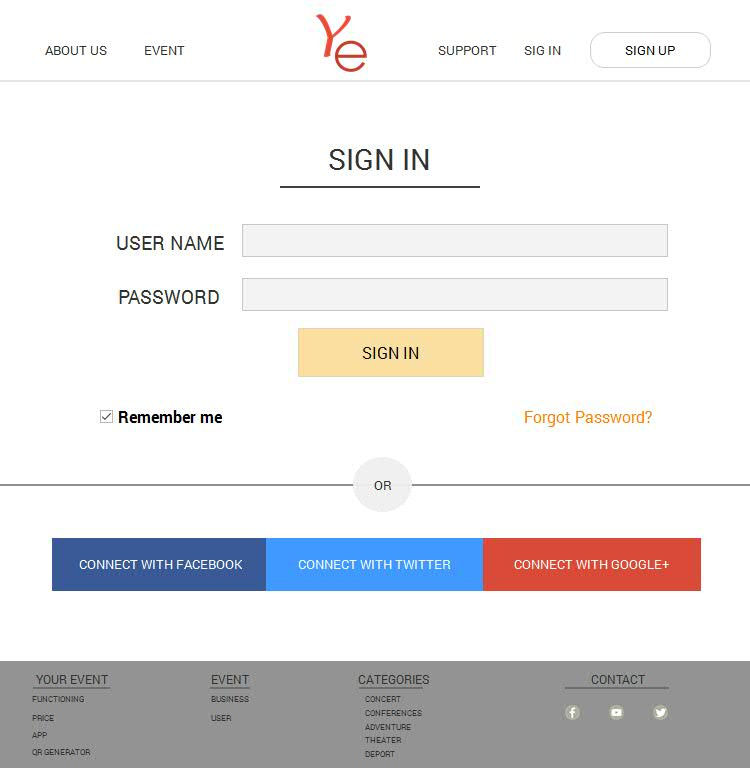 ABOUT US EVENT Ye SUPPORT SIG IN SIGN UP
SIGN IN
USER NAME
PASSWORD
SIGN IN
Remember me Forgot Password?
OR
CONNECT WITH FACEBOOK CONNECT WITH TWITTER CONNECT WITH GOOGLE+
YOUR EVENT
FUNCTIONING
PRICE
APP
QR GENERATOR
EVENT
BUSINESS
USER
CATEGORIES
CONCERT
CONFERENCES
ADVENTURE
THEATER
DEPORT
CONTACT